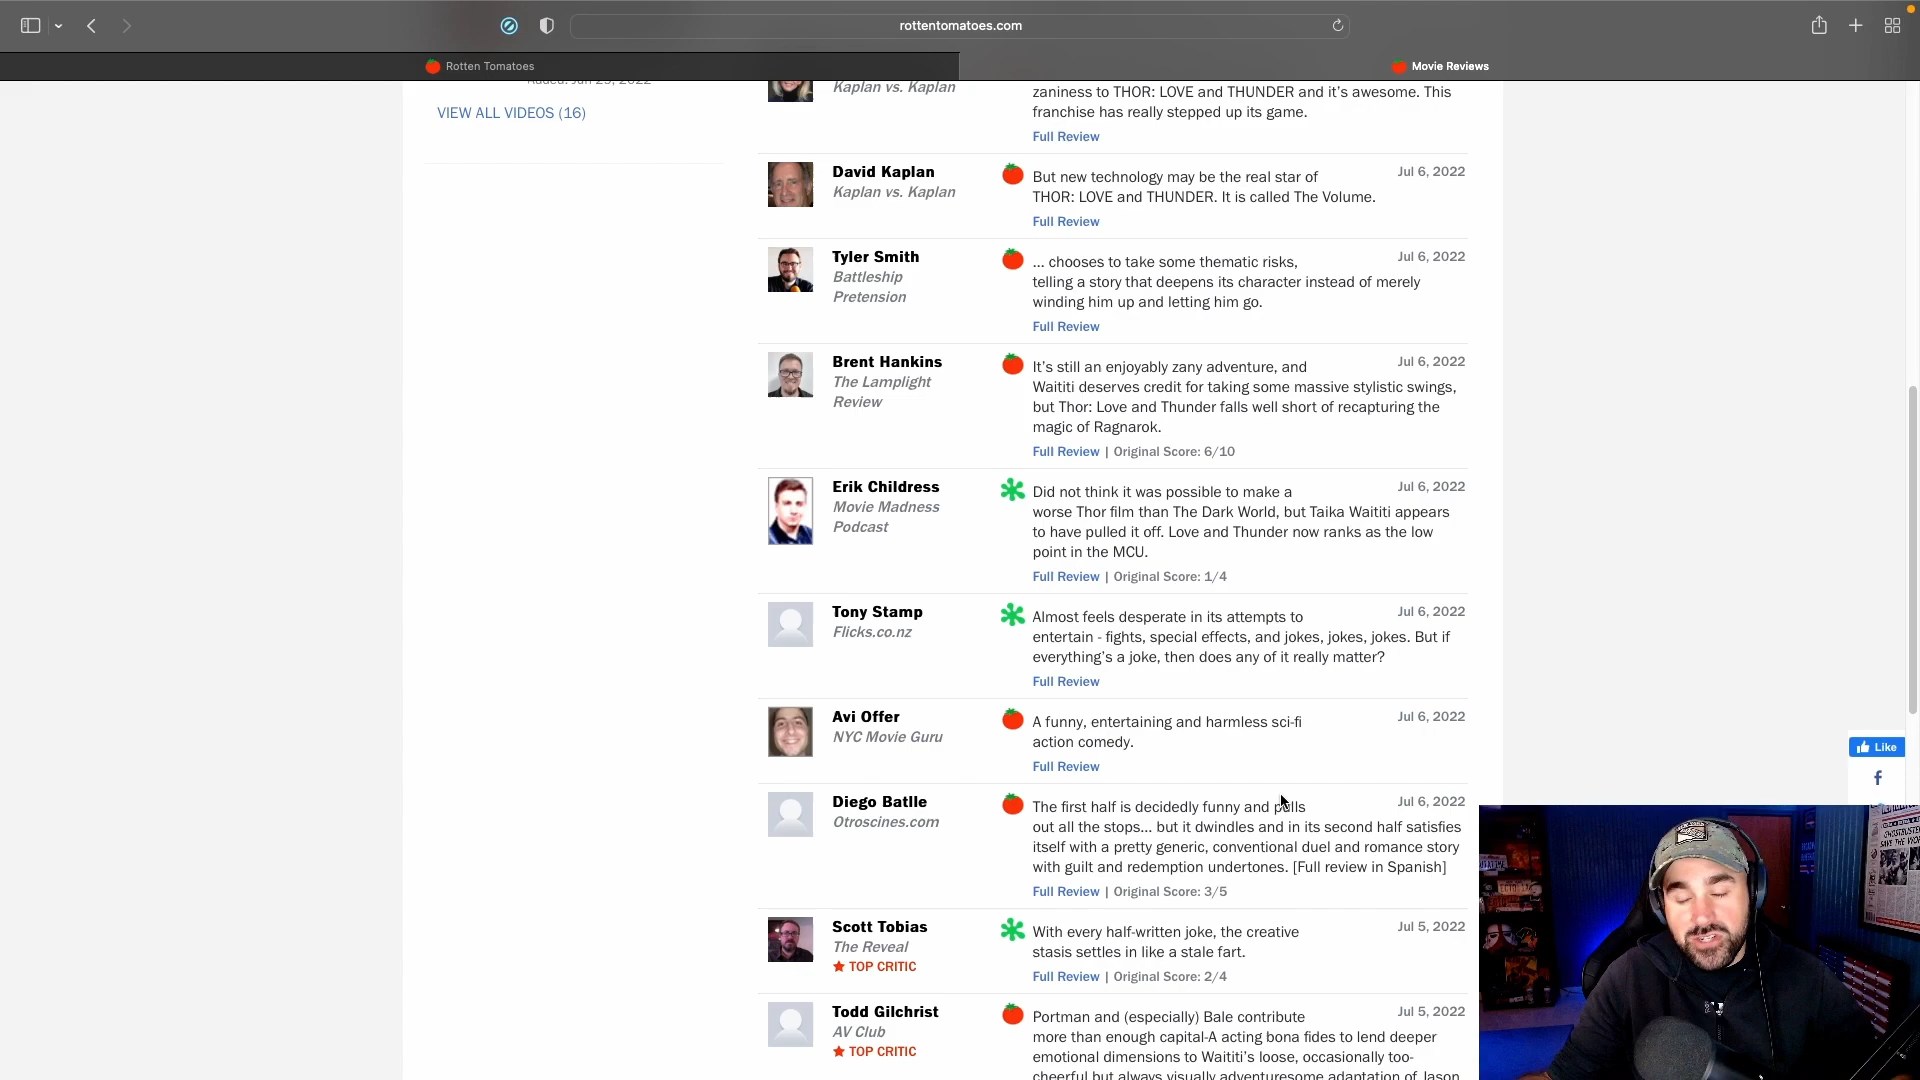 rottentomatoes.com
Rotten Tomatoes
Movie Reviews
VIEW ALL VIDEOS (16)
Kaplan vs. Kaplan
zaniness to THOR: LOVE and THUNDER and it's awesome. This
franchise has really stepped up its game.
Full Review
David Kaplan
Kaplan vs. Kaplan
But new technology may be the real star of
THOR: LOVE and THUNDER. It is called The Volume.
Jul 6, 2022
Full Review
Tyler Smith
Battleship
Pretension
... chooses to take some thematic risks,
telling a story that deepens its character instead of merely
winding him up and letting him go.
Jul 6, 2022
Full Review
Brent Hankins
The Lamplight
Review
It's still an enjoyably zany adventure, and
Waititi deserves credit for taking some massive stylistic swings,
but Thor: Love and Thunder falls well short of recapturing the
magic of Ragnarok.
Jul 6, 2022
Full Review | Original Score: 6/10
Erik Childress
Movie Madness
Podcast
Did not think it was possible to make a
worse Thor film than The Dark World, but Taika Waititi appears
to have pulled it off. Love and Thunder now ranks as the low
point in the MCU.
Jul 6, 2022
Full Review | Original Score: 1/4
Tony Stamp
Flicks.co.nz
Almost feels desperate in its attempts to
entertain - fights, special effects, and jokes, jokes, jokes. But if
everything's a joke, then does any of it really matter?
Jul 6, 2022
Full Review
Avi Offer
NYC Movie Guru
A funny, entertaining and harmless sci-fi
action comedy.
Jul 6, 2022
Full Review
Like
Diego Batlle
Otroscines.com
The first half is decidedly funny and pulls
out all the stops... but it dwindles and in its second half satisfies
itself with a pretty generic, conventional duel and romance story
with guilt and redemption undertones. [Full review in Spanish]
Jul 6, 2022
Full Review | Original Score: 3/5
Scott Tobias
The Reveal
TOP CRITIC
With every half-written joke, the creative
stasis settles in like a stale fart.
Jul 5, 2022
Full Review | Original Score: 2/4
Todd Gilchrist
AV Club
TOP CRITIC
Portman and (especially) Bale contribute
more than enough capital-A acting bona fides to lend deeper
emotional dimensions to Waititi's loose, occasionally too-
cheerful but always visually adventuresome adaptation of Jason
Jul 5, 2022
GHOSTBUSTERS
SAVE THE WORLD